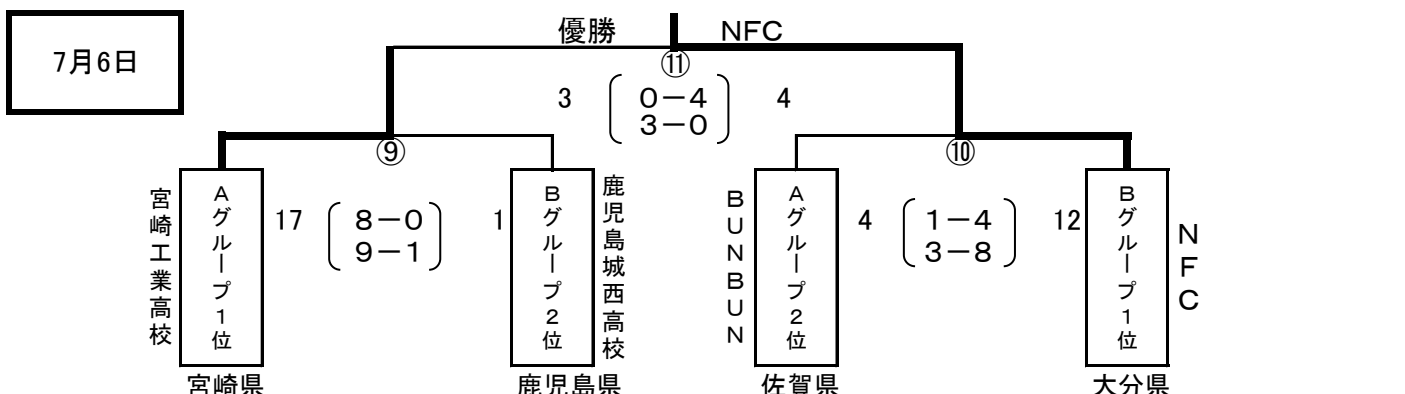 7月6日
優勝 NFC
⑪
3 0－4 4
3－0
⑨
⑩
宮崎工業高校
Aグループ1位
17 8－0 1
9－1
Bグループ2位
鹿児島城西高校
BUNBUN
Aグループ2位
4 1－4 12
3－8
Bグループ1位
NFC
宮崎県 鹿児島県 佐賀県 大分県